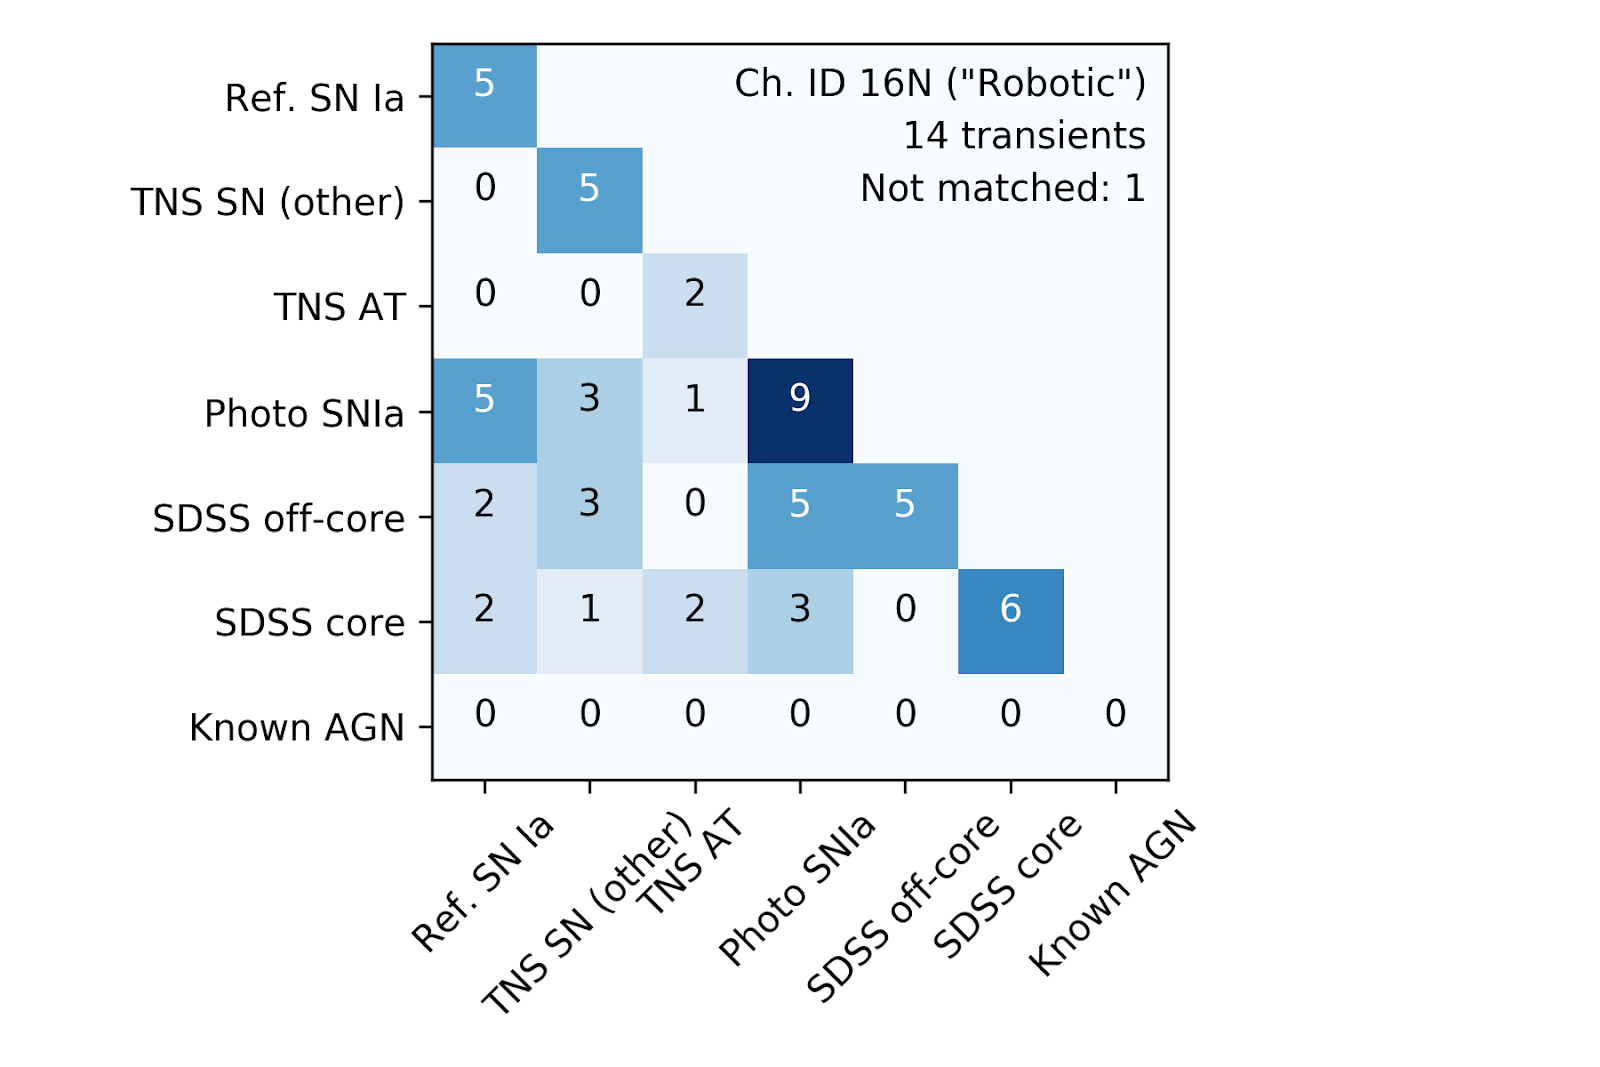 Ch. ID 16N ("Robotic")
14 transients
Not matched: 1
Ref. SN Ia 5
TNS SN (other) 0 5
TNS AT 0 0 2
Photo SNIa 5 3 1 9
SDSS off-core 2 3 0 5 5
SDSS core 2 1 2 3 0 6
Known AGN 0 0 0 0 0 0 0
Ref. SN Ia
TNS SN (other)
TNS AT
Photo SNIa
SDSS off-core
SDSS core
Known AGN